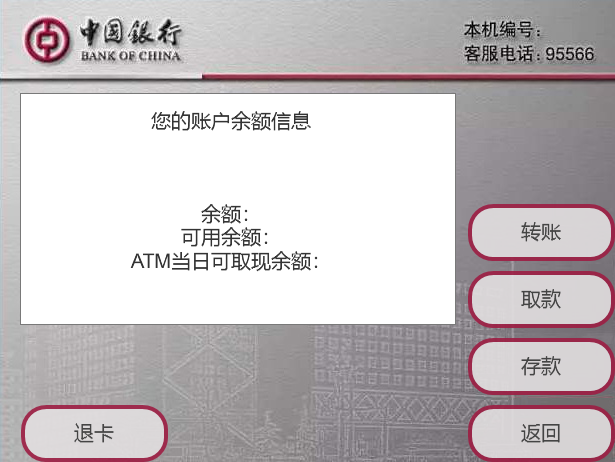 中国银行
BANK OF CHINA
本机编号：
客服电话：95566
您的账户余额信息
余额：
可用余额：
ATM当日可取现余额：
转账
取款
存款
退卡
返回